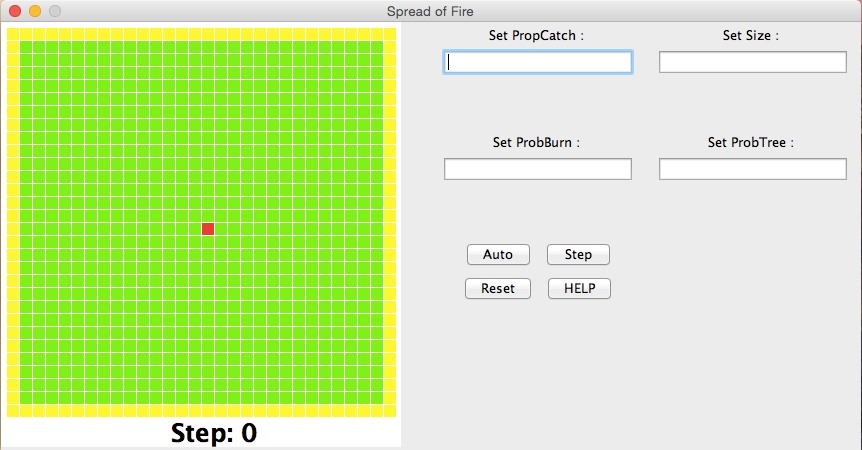 Spread of Fire
Set PropCatch :
Set Size :
Set ProbBurn :
Set ProbTree :
Auto
Step
Reset
HELP
Step: 0